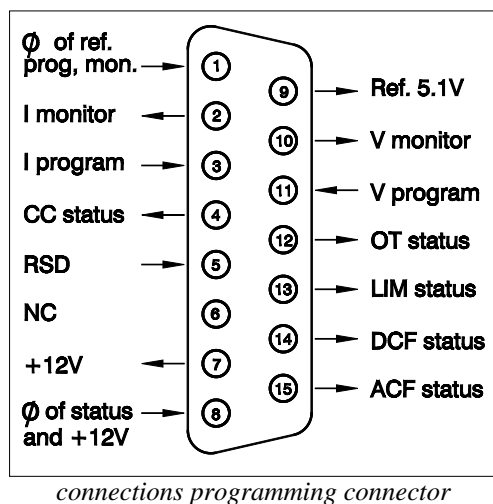 Ø of ref.
prog, mon.
I monitor
I program
CC status
RSD
NC
+12V
Ø of status
and +12V
1
2
3
4
5
6
7
8
9
10
11
12
13
14
15
Ref. 5.1V
V monitor
V program
OT status
LIM status
DCF status
ACF status
connections programming connector